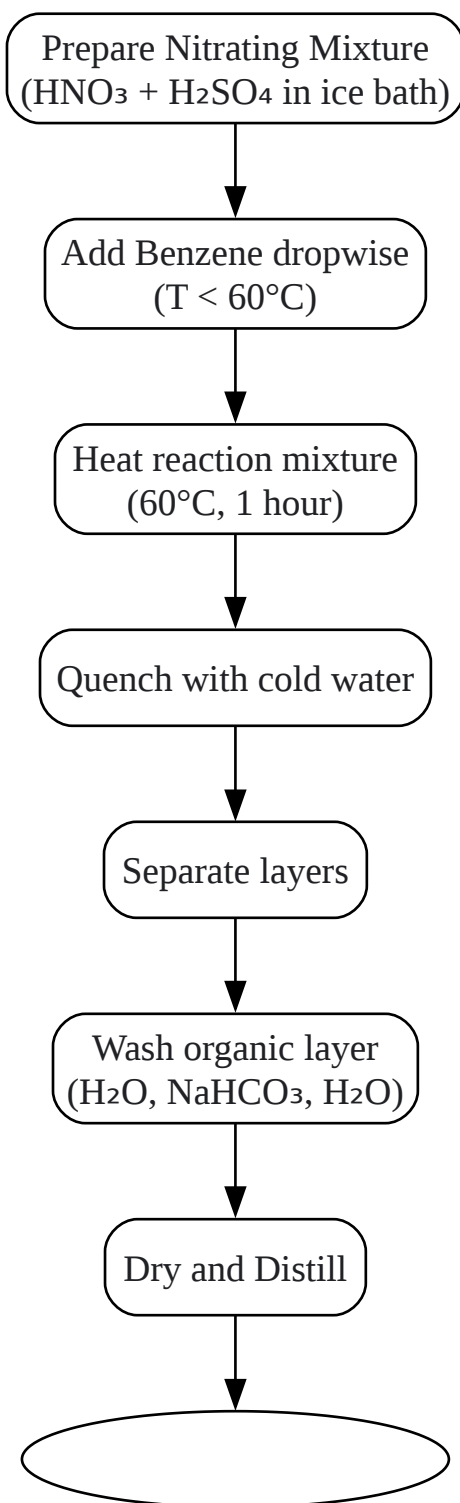 Prepare Nitrating Mixture
(HNO₃ + H₂SO₄ in ice bath)
Add Benzene dropwise
(T < 60°C)
Heat reaction mixture
(60°C, 1 hour)
Quench with cold water
Separate layers
Wash organic layer
(H₂O, NaHCO₃, H₂O)
Dry and Distill